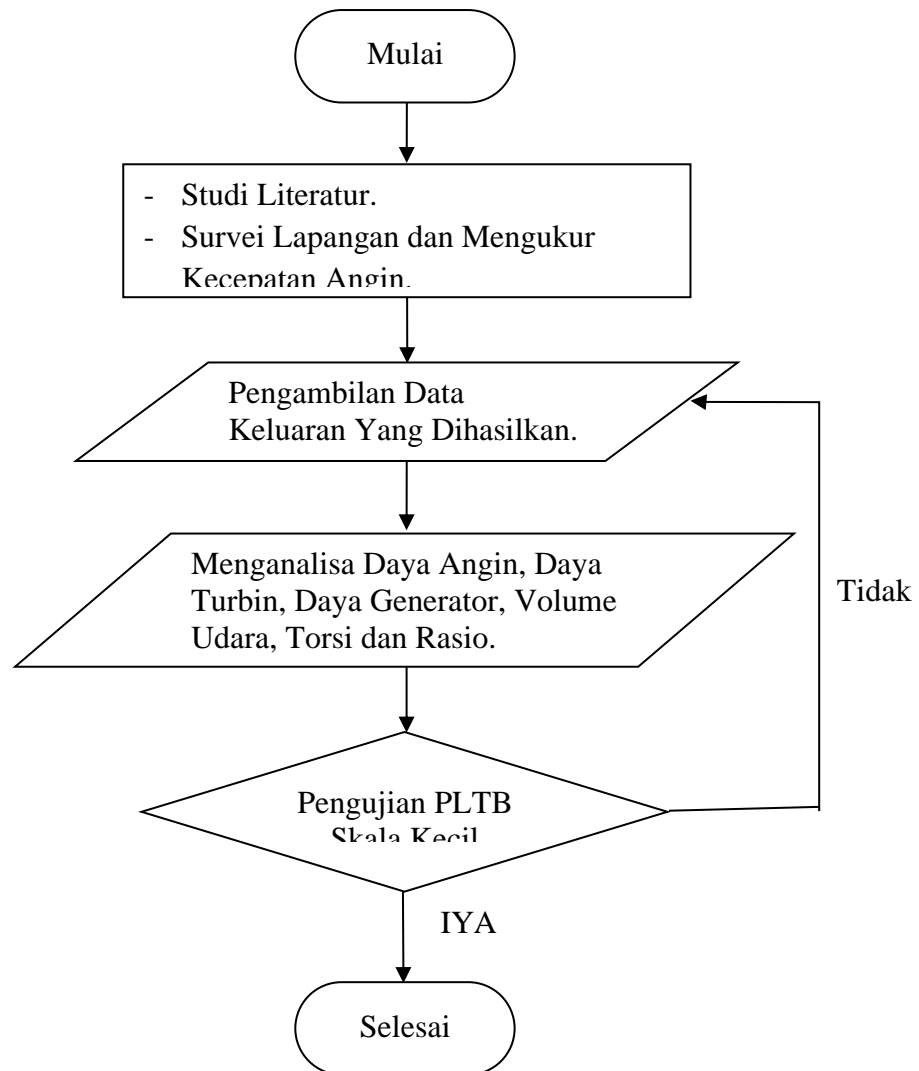 Mulai
- Studi Literatur.
- Survei Lapangan dan Mengukur
Kecepatan Angin.
Pengambilan Data
Keluaran Yang Dihasilkan.
Menganalisa Daya Angin, Daya
Turbin, Daya Generator, Volume
Udara, Torsi dan Rasio.
Tidak
Pengujian PLTB
Skala Kecil
IYA
Selesai